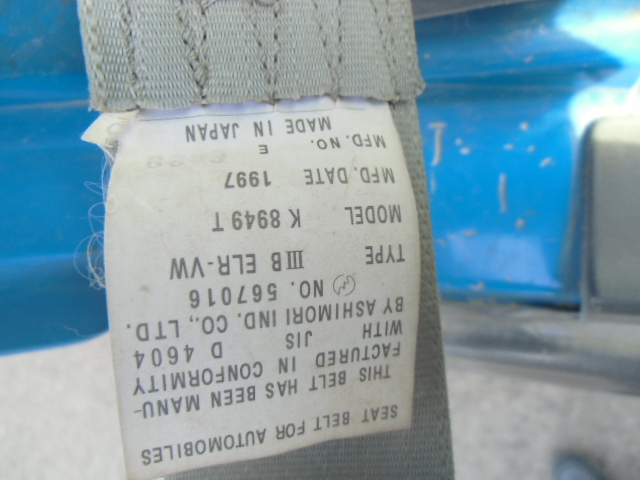 SEAT BELT FOR AUTOMOBILES
THIS BELT HAS BEEN MANU-
FACTURED IN CONFORMITY
WITH JIS D 4604
BY ASHIMORI IND. CO., LTD.
NO. 567016
TYPE III B ELR-VW
MODEL K 8949 T
MFD. DATE 1997
MFD. NO. E
MADE IN JAPAN